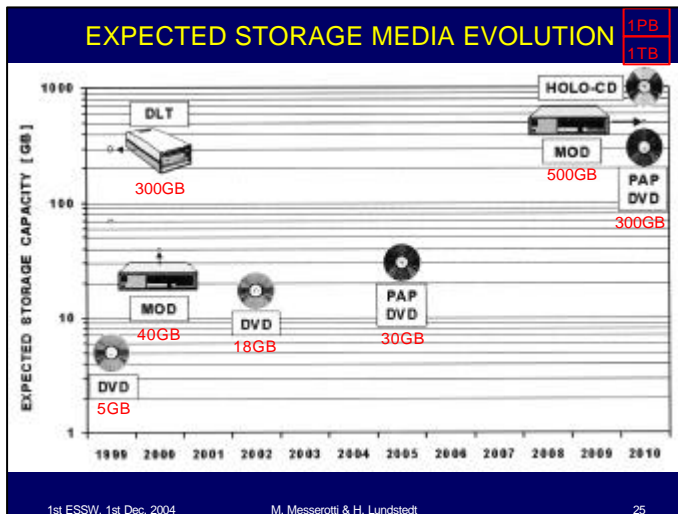 EXPECTED STORAGE MEDIA EVOLUTION
1PB
1TB
EXPECTED STORAGE CAPACITY [GB]
1000
100
10
1
DLT
300GB
HOLO-CD
MOD
500GB
PAP
DVD
300GB
MOD
40GB
DVD
18GB
PAP
DVD
30GB
DVD
5GB
1999 2000 2001 2002 2003 2004 2005 2006 2007 2008 2009 2010
1st ESSW, 1st Dec. 2004 M. Messerotti & H. Lundstedt 25